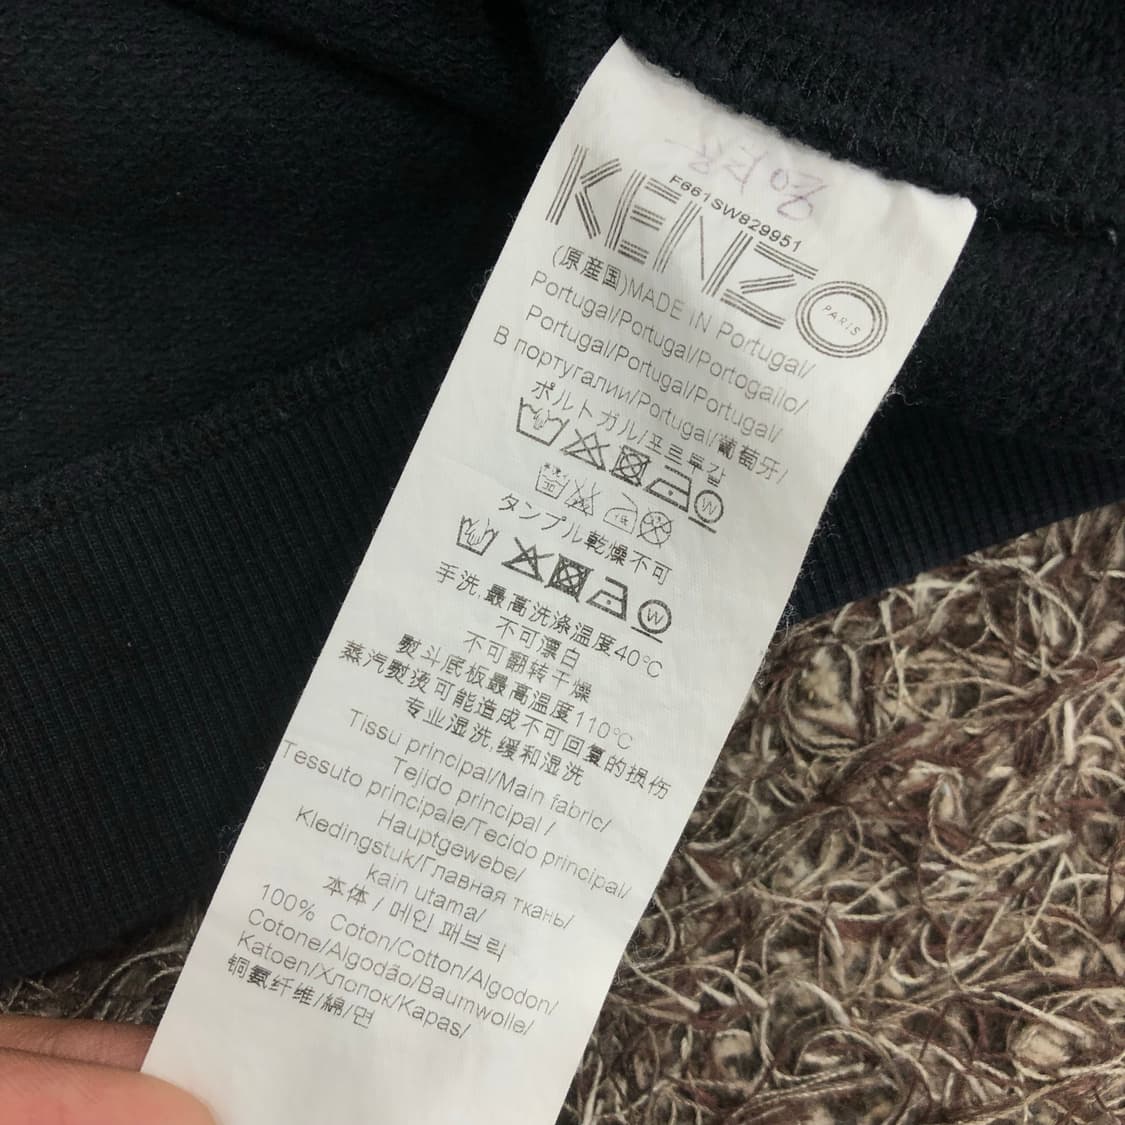 F661SW829951
KENZO
PARIS
(原産国)MADE IN Portugal/
Portugal/Portugal/Portogallo/
Portugal/Portugal/Portugal/
В португалии/Portugal/葡萄牙/
ポルトガル/포르투갈
W
タンブル乾燥不可
W
手洗,最高洗涤温度40°C
不可漂白
不可翻转干燥
熨斗底板最高温度110°C
蒸汽熨烫可能造成不可回复的损伤
专业湿洗,缓和湿洗
Tissu principal/Main fabric/
Tejido principal /
Tessuto principale/Tecido principal/
Hauptgewebe/
Kledingstuk/Главная ткань/
kain utama/
本体 / 메인 패브릭
100% Coton/Cotton/Algodon/
Cotone/Algodão/Baumwolle/
Katoen/Хлопок/Kapas/
铜氨纤维/綿/면